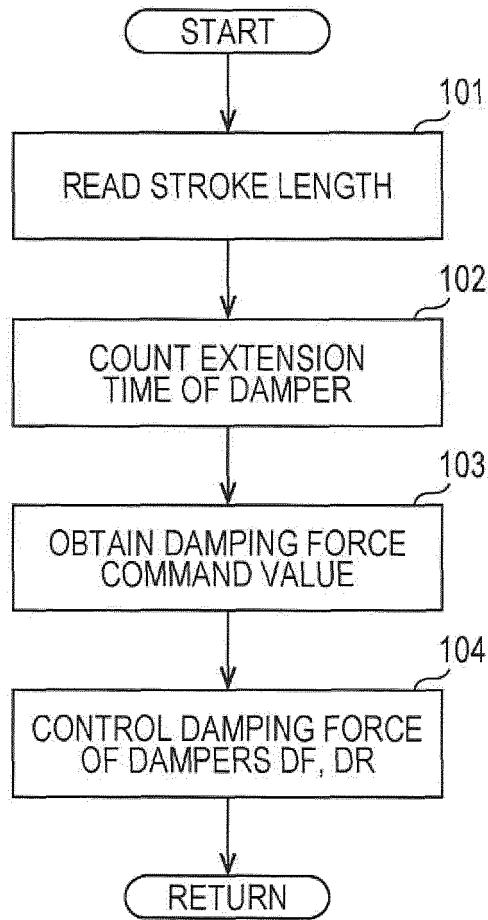 START
101
READ STROKE LENGTH
102
COUNT EXTENSION
TIME OF DAMPER
103
OBTAIN DAMPING FORCE
COMMAND VALUE
104
CONTROL DAMPING FORCE
OF DAMPERS DF, DR
RETURN